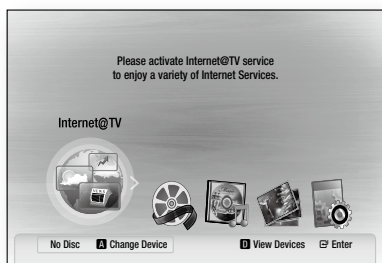 Please activate Internet@TV service
to enjoy a variety of Internet Services.
Internet@TV
NEWS
No Disc A Change Device D View Devices Enter